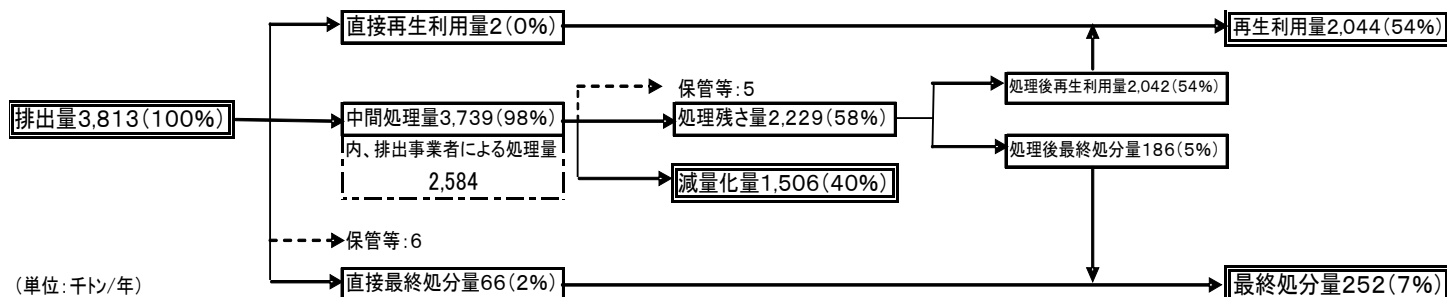 直接再生利用量2(0%)
再生利用量2,044(54%)
保管等:5
処理後再生利用量2,042(54%)
排出量3,813(100%)
中間処理量3,739(98%)
処理残さ量2,229(58%)
内、排出事業者による処理量
2,584
処理後最終処分量186(5%)
減量化量1,506(40%)
保管等:6
(単位:千トン/年)
直接最終処分量66(2%)
最終処分量252(7%)